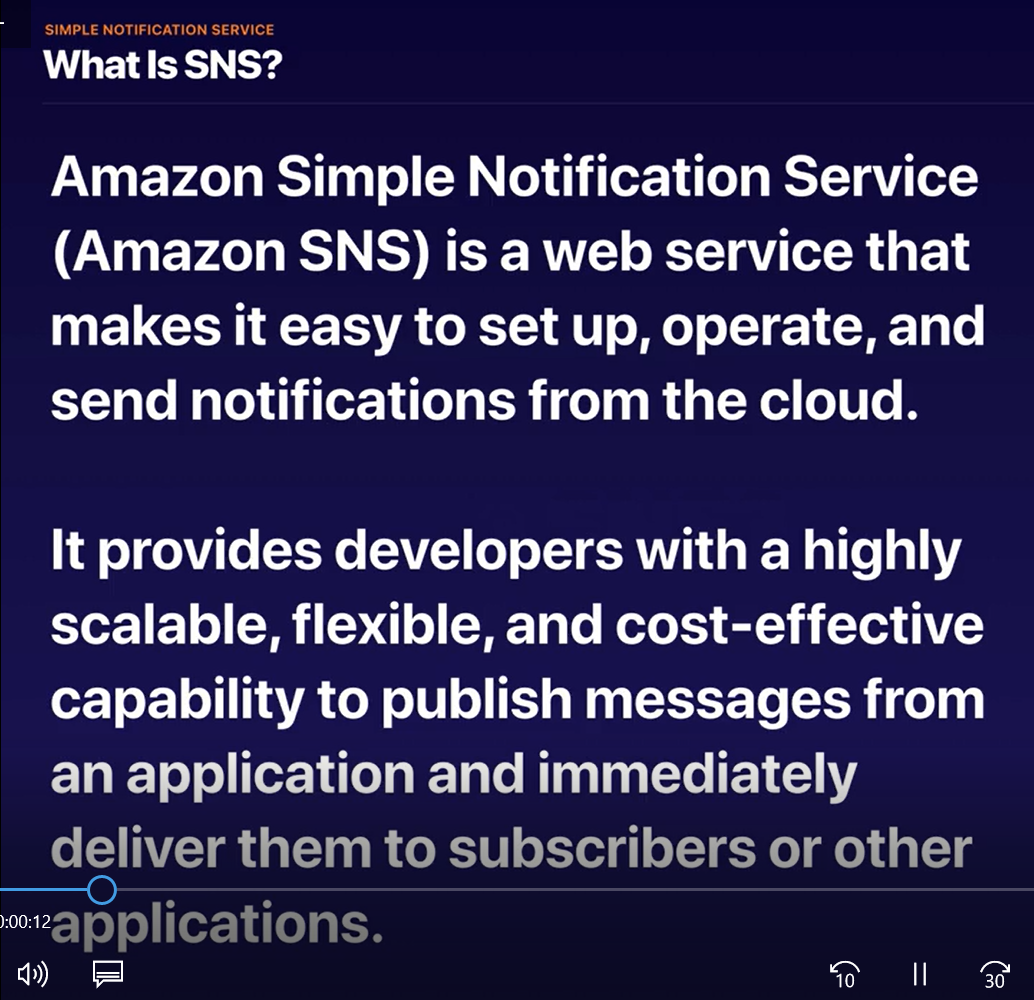 SIMPLE NOTIFICATION SERVICE
What Is SNS?
Amazon Simple Notification Service
(Amazon SNS) is a web service that
makes it easy to set up, operate, and
send notifications from the cloud.
It provides developers with a highly
scalable, flexible, and cost-effective
capability to publish messages from
an application and immediately
deliver them to subscribers or other
applications.
0:00:12
10
30